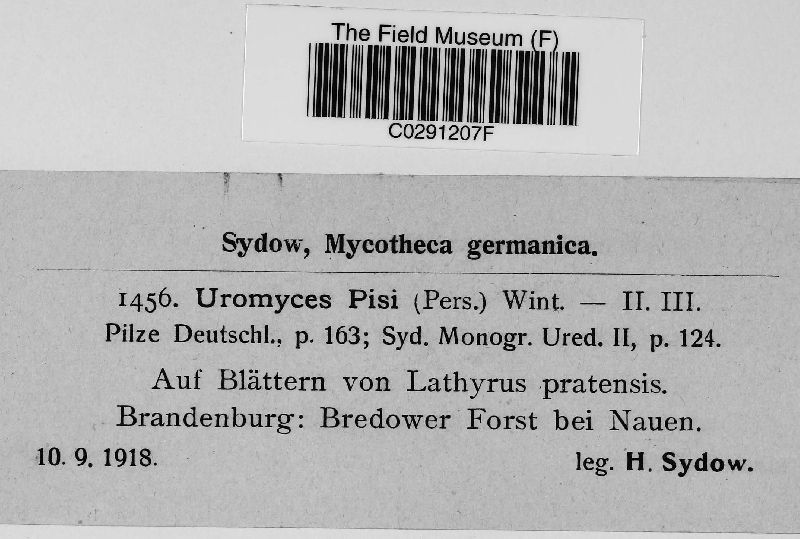 The Field Museum (F)
C0291207F
Sydow, Mycotheca germanica.
1456. Uromyces Pisi (Pers.) Wint. — II. III.
Pilze Deutschl., p. 163; Syd. Monogr. Ured. II, p. 124.
Auf Blättern von Lathyrus pratensis.
Brandenburg: Bredower Forst bei Nauen.
10. 9. 1918. leg. H. Sydow.